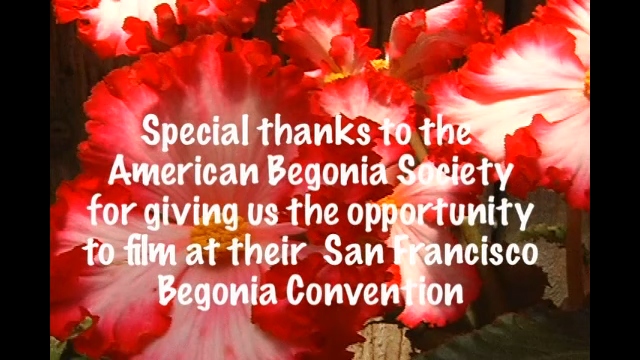 Special thanks to the
American Begonia Society
for giving us the opportunity
to film at their San Francisco
Begonia Convention